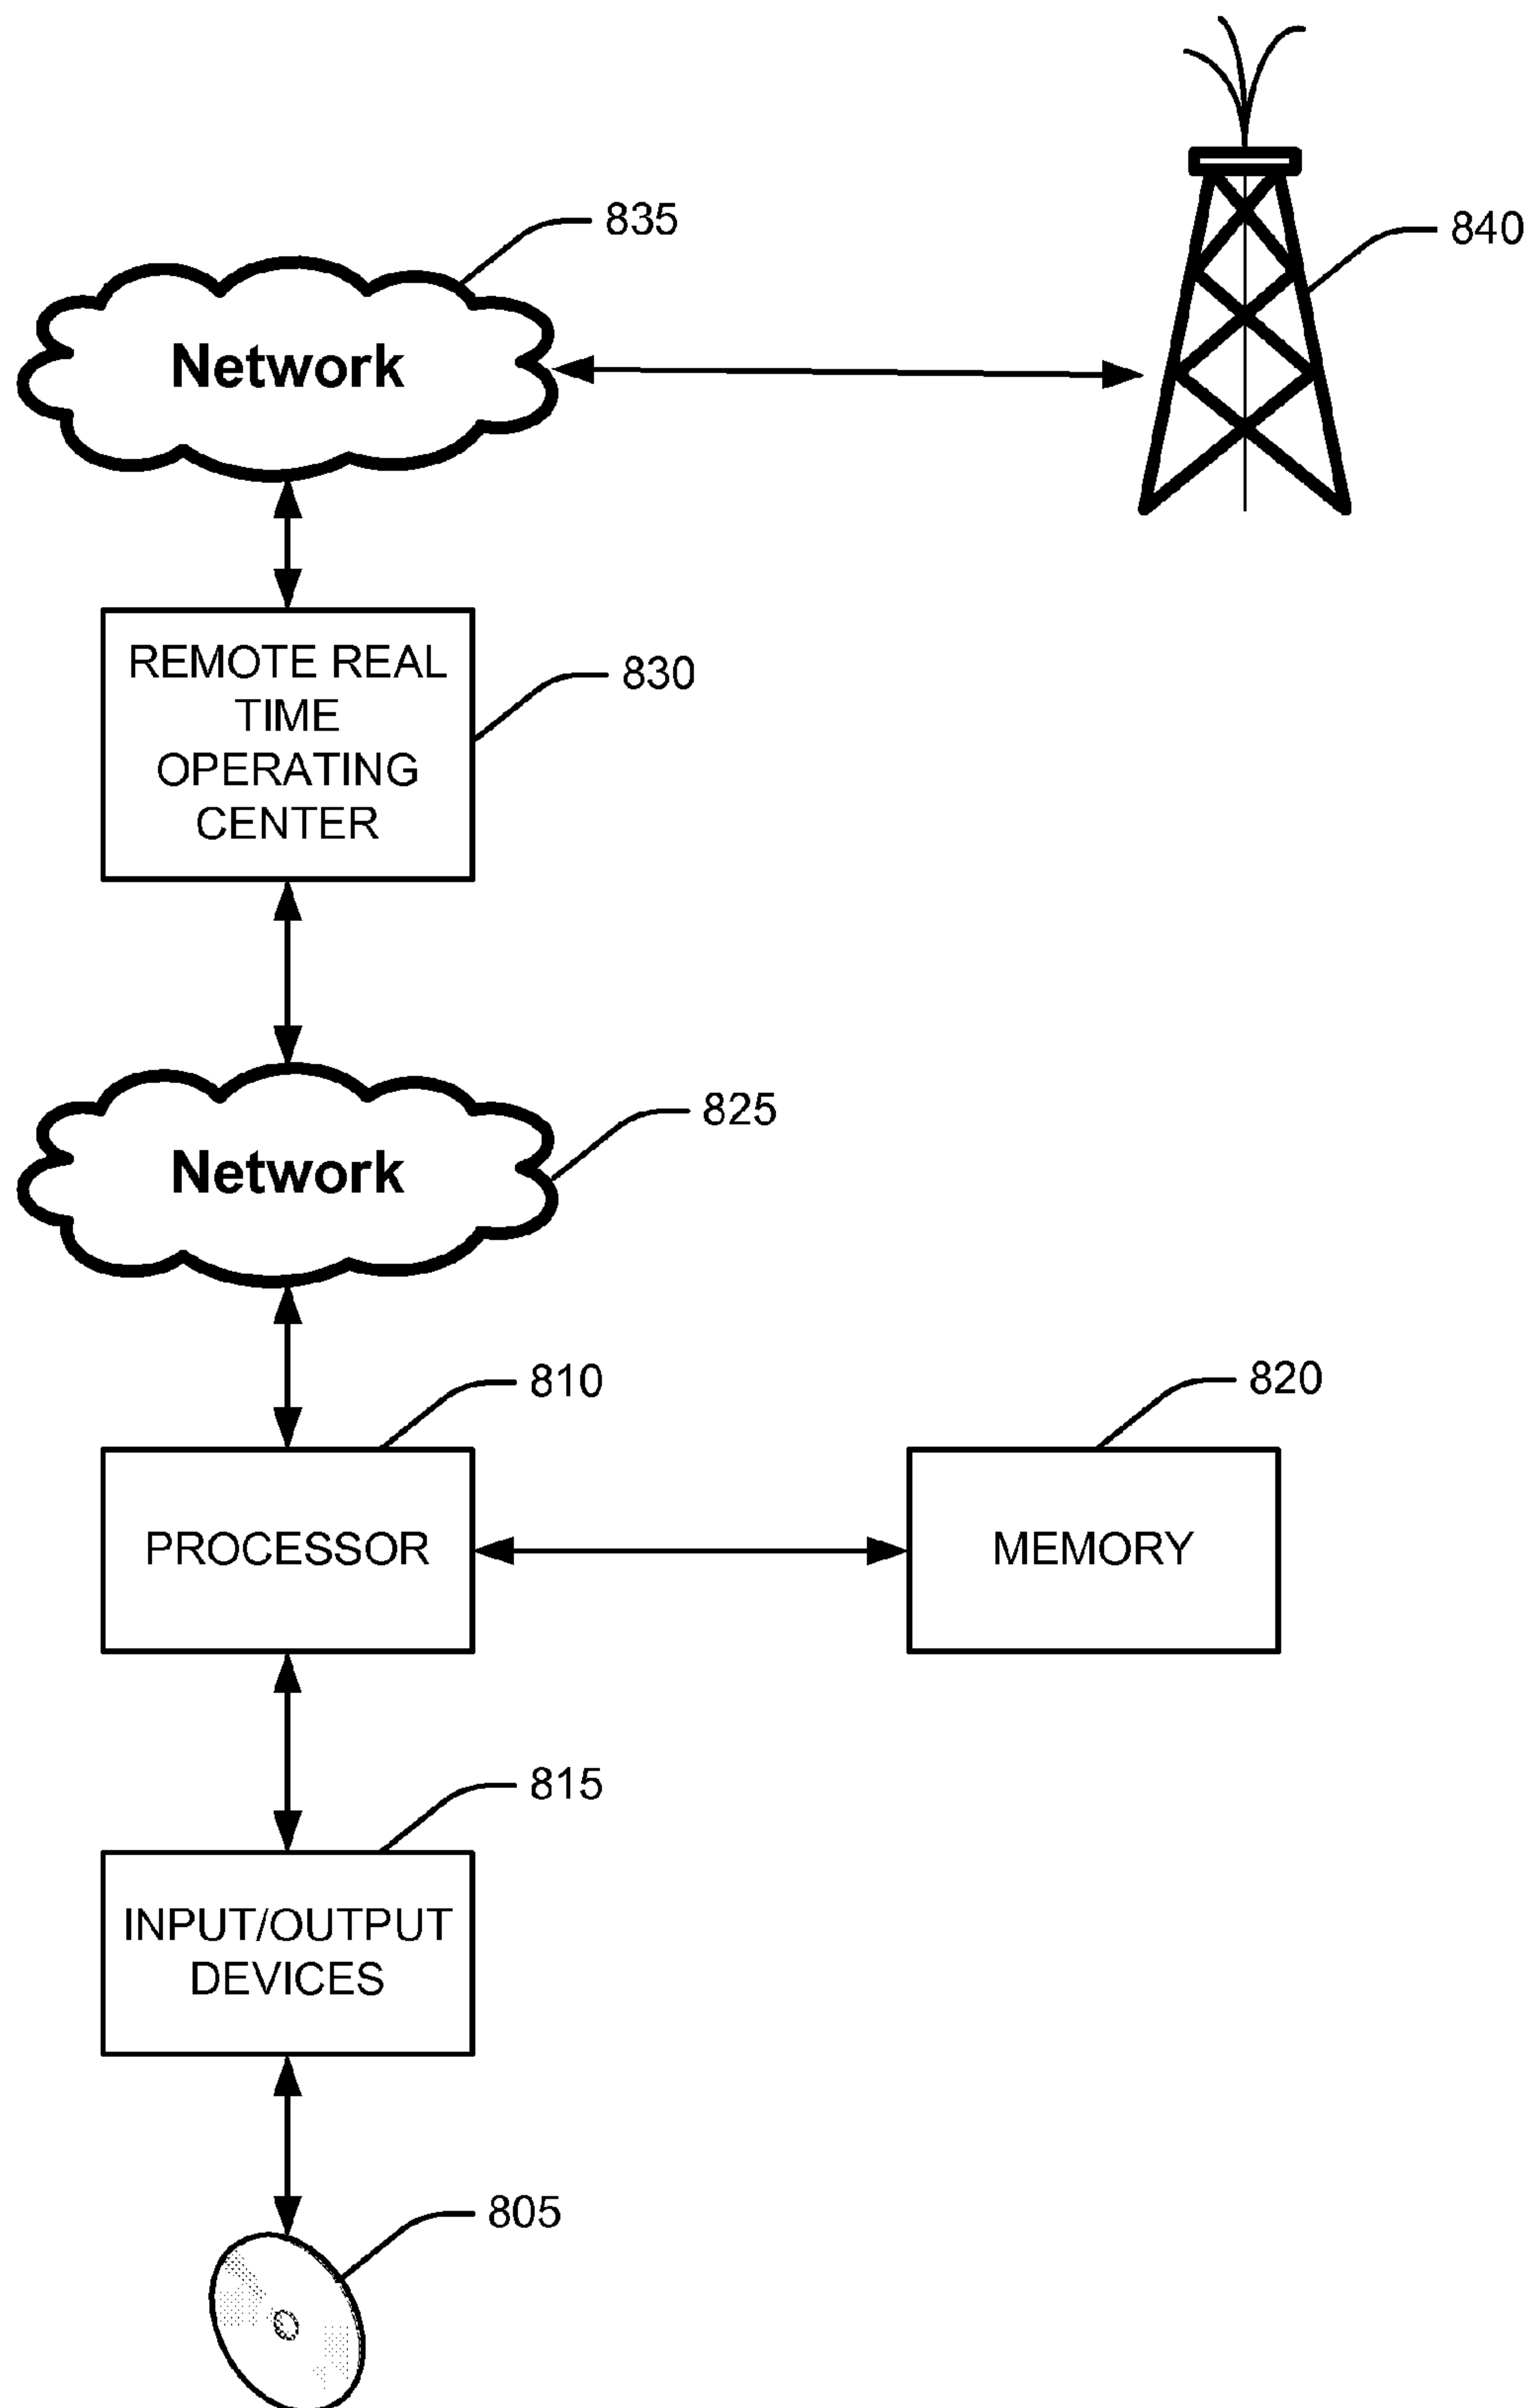 835
840
Network
REMOTE REAL
TIME
OPERATING
CENTER
830
825
Network
810
820
PROCESSOR
MEMORY
815
INPUT/OUTPUT
DEVICES
805